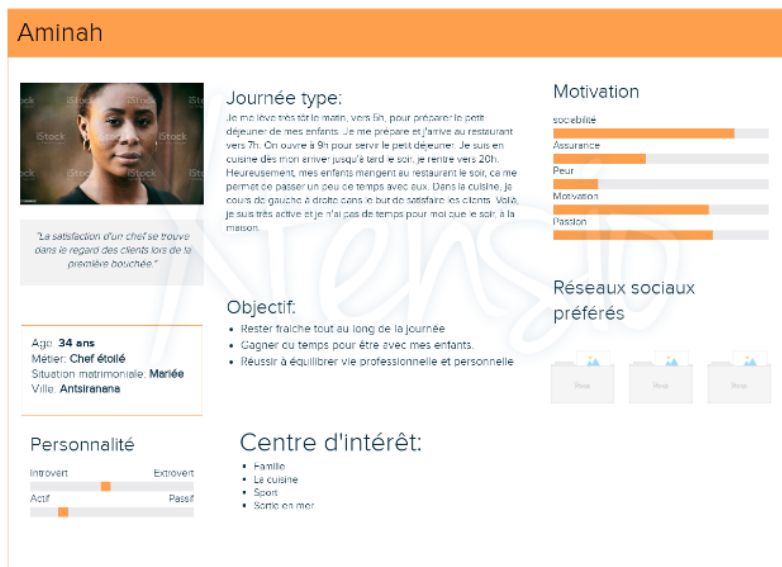 Aminah
iStock
"La satisfaction d'un chef se trouve
dans le regard des clients lors de la
première bouchée."
Age: 34 ans
Métier: Chef étoilé
Situation matrimoniale: Mariée
Ville: Antsiranana
Personnalité
Introvert Extrovert
Actif Passif
Journée type:
Je me lève très tôt le matin, vers 5h, pour préparer le petit
déjeuner de mes enfants. Je me prépare et j'arrive au restaurant
vers 7h. On ouvre à 9h pour servir le petit déjeuner. Je suis en
cuisine dès mon arriver jusqu'à tard le soir, je rentre vers 20h.
Heureusement, mes enfants mangent au restaurant le soir, ca me
permet de passer un peu de temps avec eux. Dans la cuisine, je
cours de gauche à droite dans le but de satisfaire les clients. Voilà,
je suis très active et je n'ai pas de temps pour moi que le soir, à la
maison.
Objectif:
Rester fraiche tout au long de la journée
Gagner du temps pour être avec mes enfants.
Réussir à équilibrer vie professionnelle et personnelle
Centre d'intérêt:
Famille
La cuisine
Sport
Sortie en mer
Motivation
sociabilité
Assurance
Peur
Motivation
Passion
Réseaux sociaux
préférés